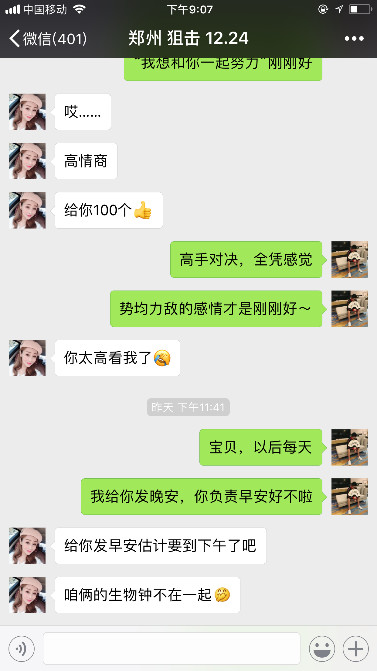 中国移动
下午9:07
微信(401)
郑州 狙击 12.24
“我想和你一起努力”刚刚好
哎……
高情商
给你100个👍
高手对决，全凭感觉
势均力敌的感情才是刚刚好～
你太高看我了😪
昨天 下午11:41
宝贝，以后每天
我给你发晚安，你负责早安好不啦
给你发早安估计要到下午了吧
咱俩的生物钟不在一起🤔